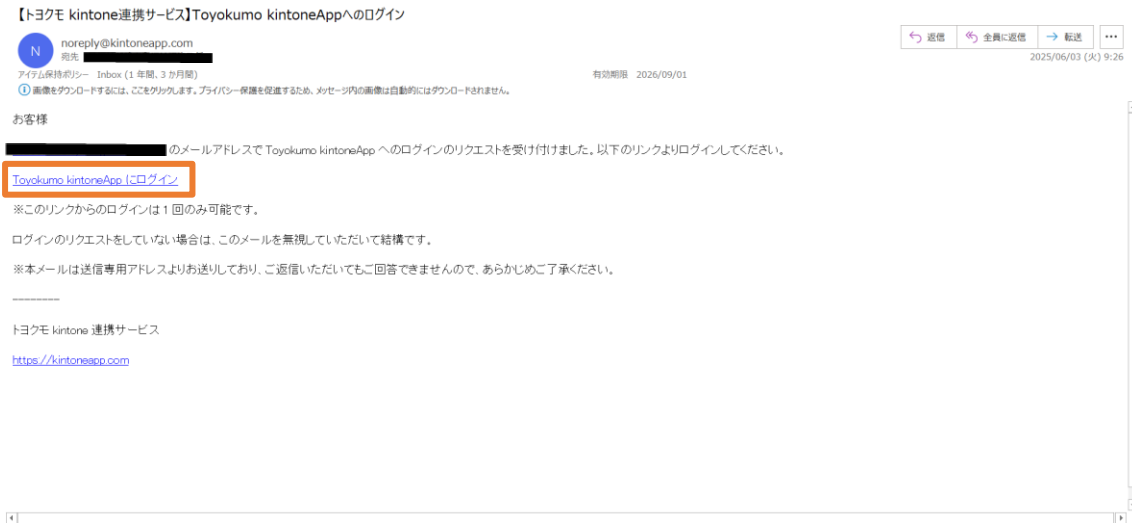 【トヨクモ kintone連携サービス】Toyokumo kintoneAppへのログイン
N
noreply@kintoneapp.com
宛先
返信
全員に返信
転送
2025/06/03 (火) 9:26
アイテム保持ポリシー Inbox (1 年間、3 か月間)
有効期限 2026/09/01
画像をダウンロードするには、ここをクリックします。プライバシー保護を促進するため、メッセージ内の画像は自動的にはダウンロードされません。
お客様
のメールアドレスで Toyokumo kintoneApp へのログインのリクエストを受け付けました。以下のリンクよりログインしてください。
Toyokumo kintoneApp にログイン
※このリンクからのログインは 1 回のみ可能です。
ログインのリクエストをしていない場合は、このメールを無視していただいて結構です。
※本メールは送信専用アドレスよりお送りしており、ご返信いただいてもご回答できませんので、あらかじめご了承ください。
--------
トヨクモ kintone 連携サービス
https://kintoneapp.com